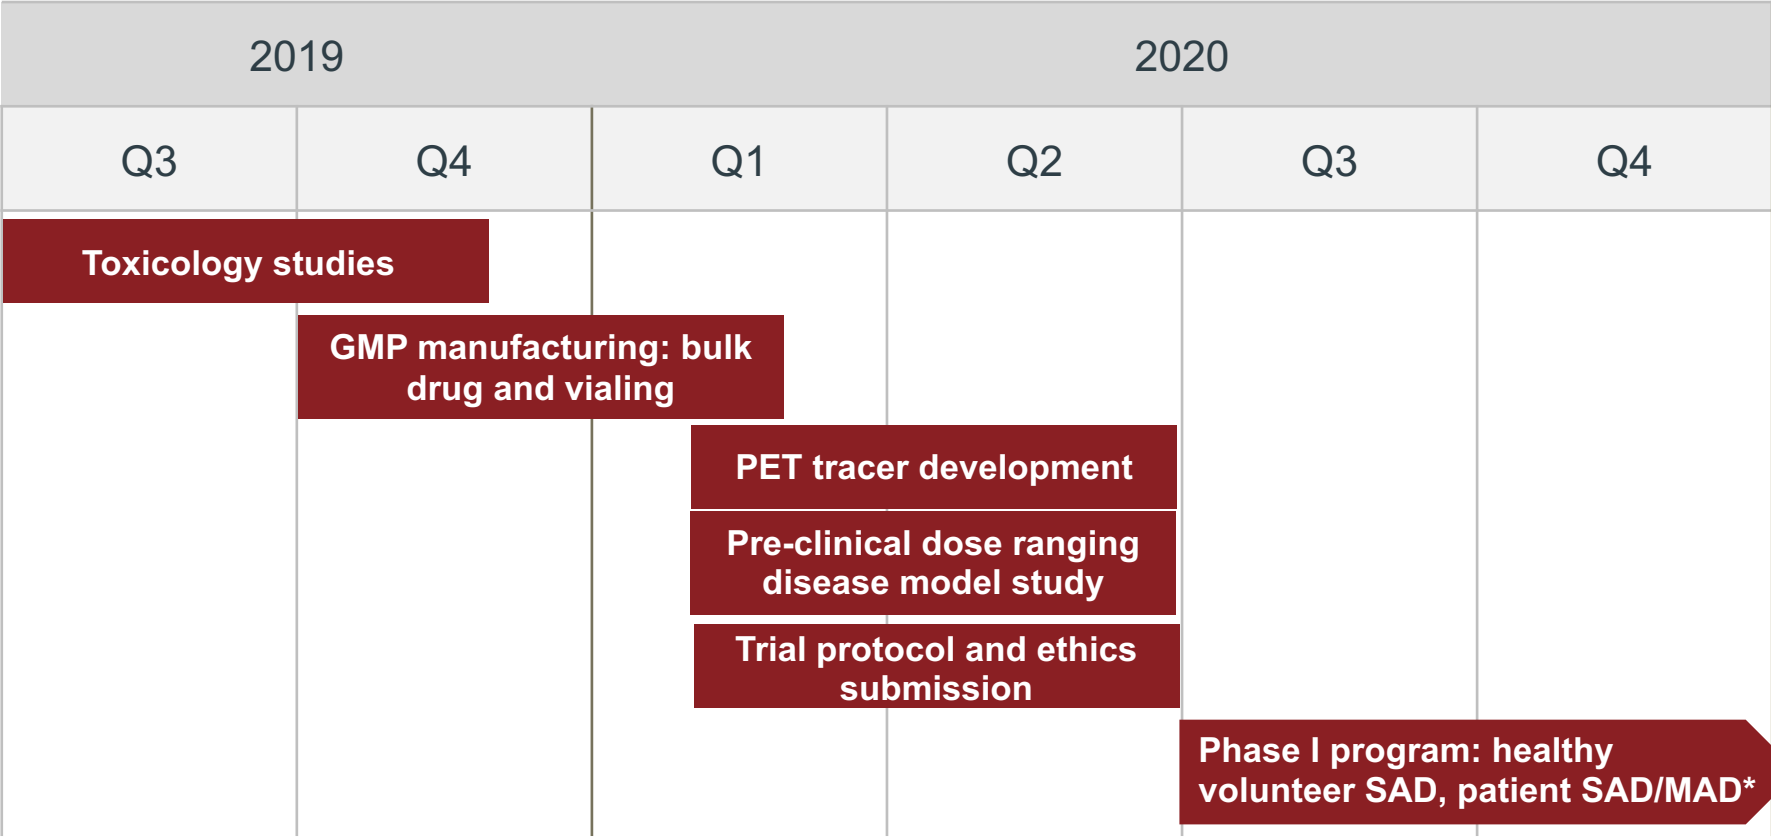 2019
2020
Q3
Q4
Q1
Q2
Q3
Q4
Toxicology studies
GMP manufacturing: bulk
drug and vialing
PET tracer development
Pre-clinical dose ranging
disease model study
Trial protocol and ethics
submission
Phase I program: healthy
volunteer SAD, patient SAD/MAD*